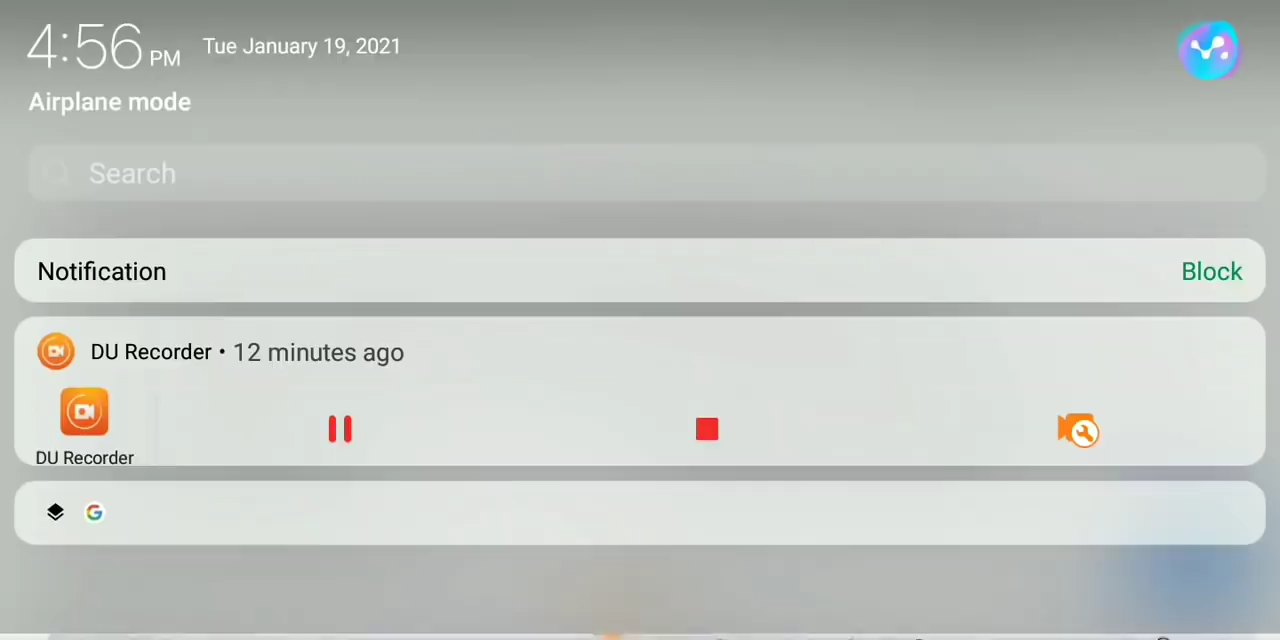 4:56 PM Tue January 19, 2021
Airplane mode
Search
Notification Block
DU Recorder • 12 minutes ago
DU Recorder